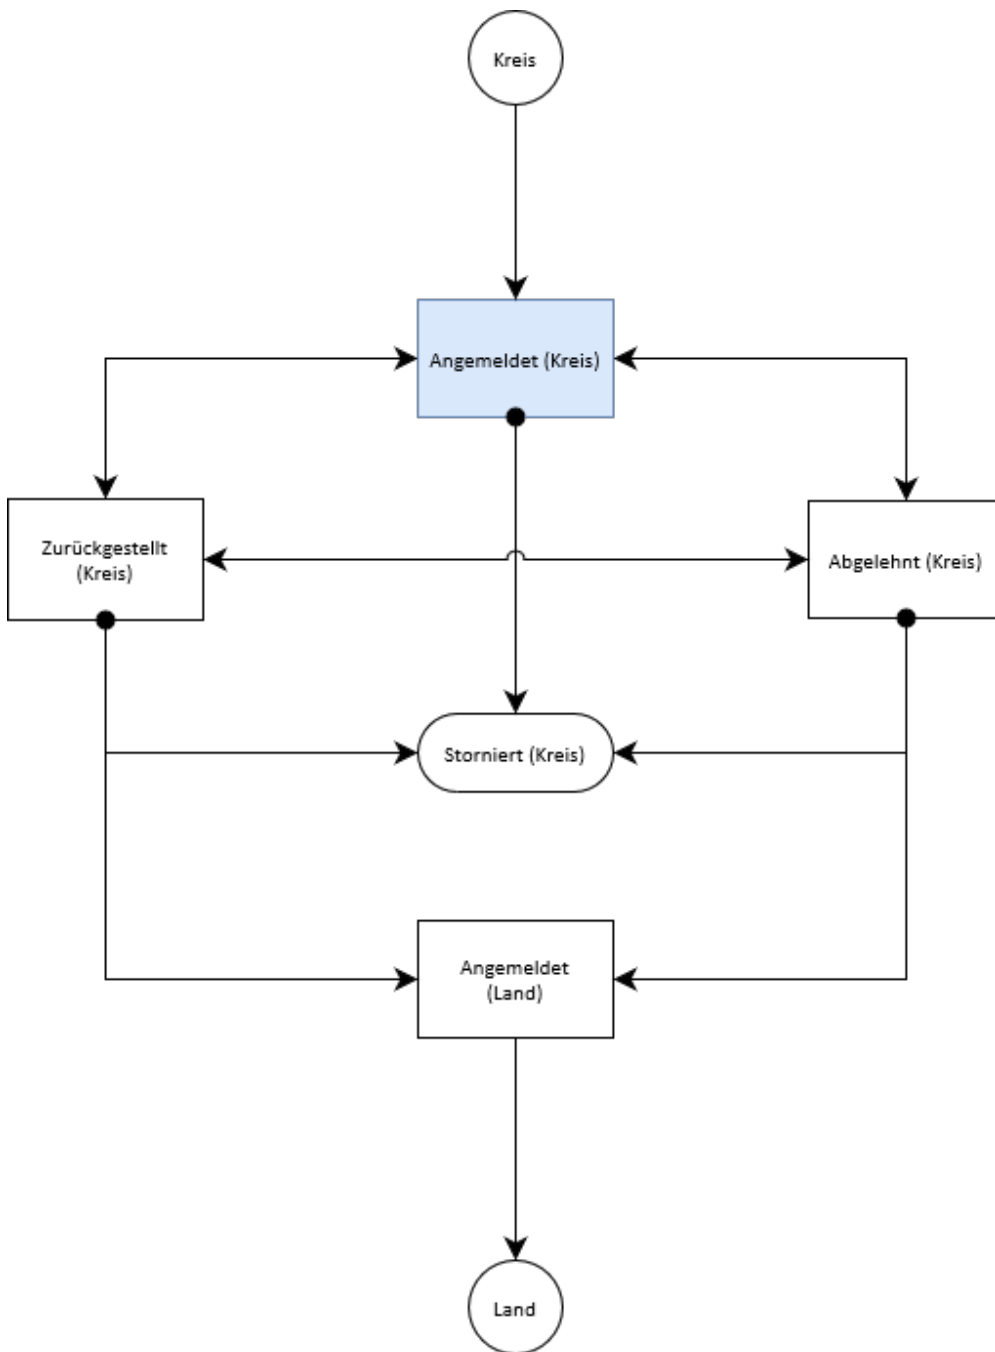 Kreis
Angemeldet (Kreis)
Zurückgestellt
(Kreis)
Abgelehnt (Kreis)
Storniert (Kreis)
Angemeldet
(Land)
Land